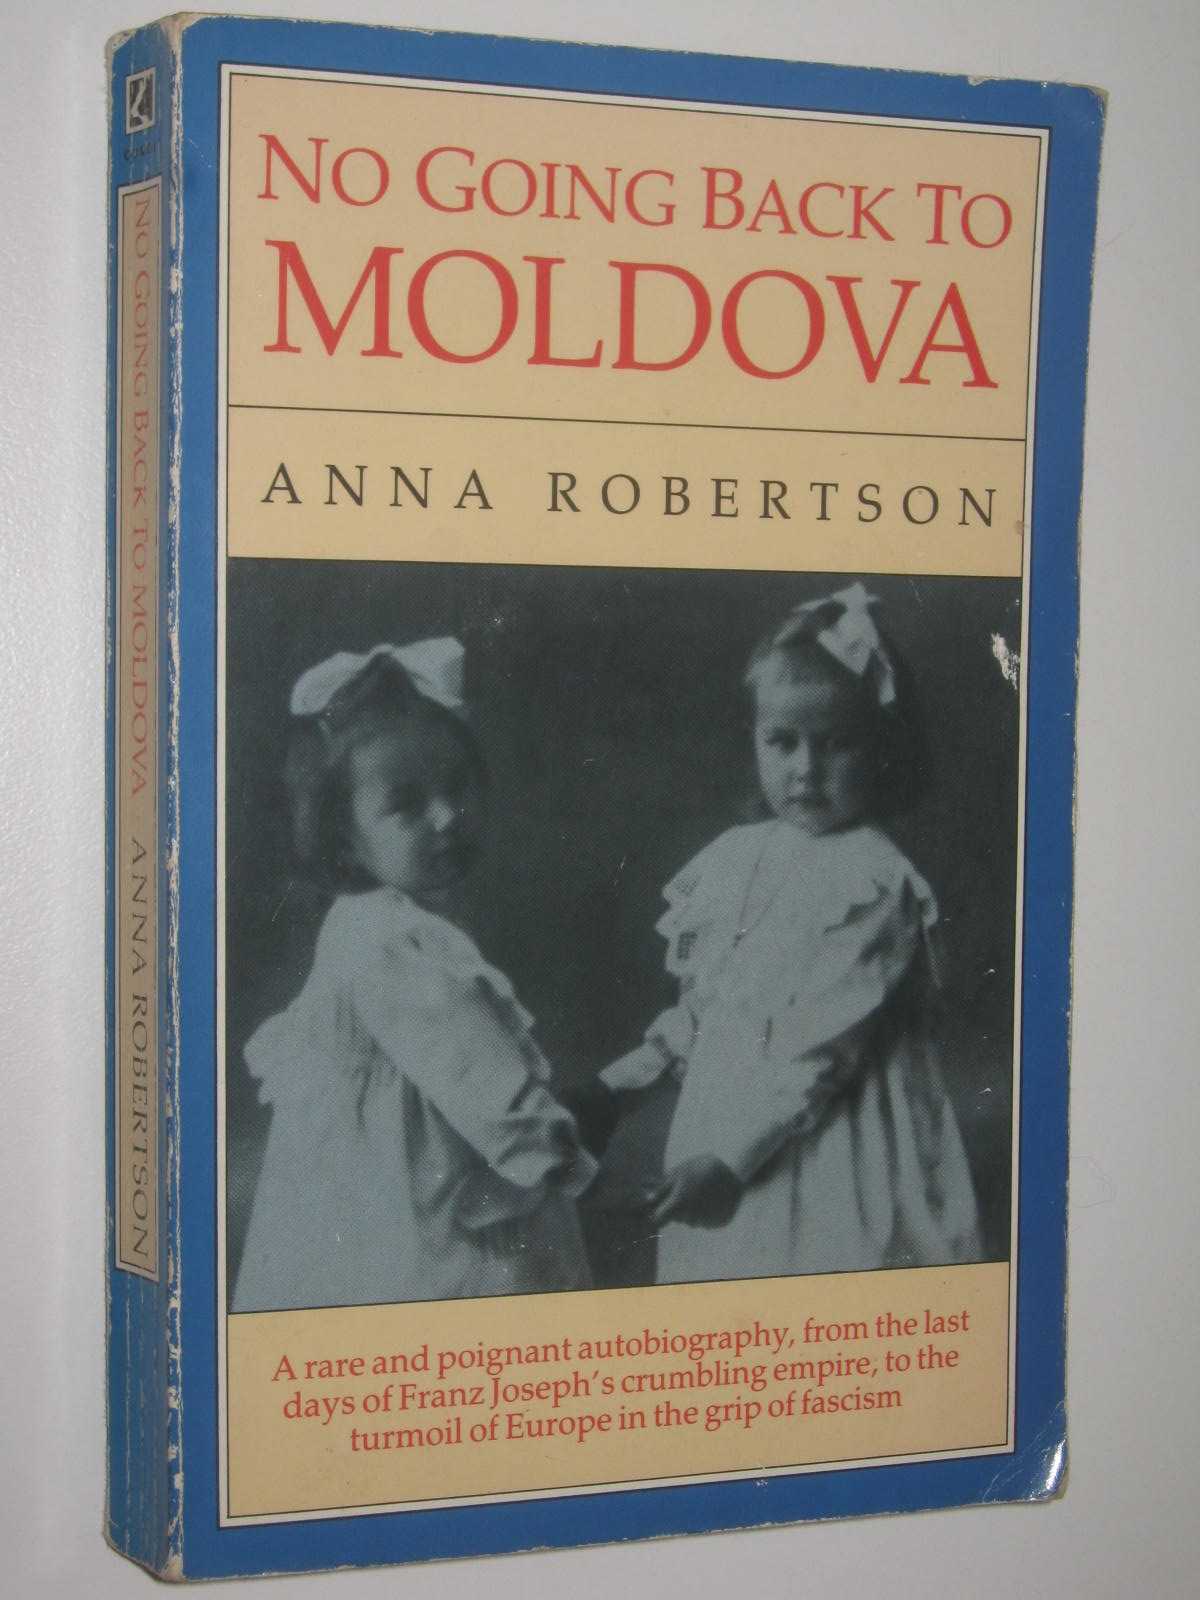 NO GOING BACK TO
MOLDOVA
ANNA ROBERTSON
A rare and poignant autobiography, from the last
days of Franz Joseph's crumbling empire, to the
turmoil of Europe in the grip of fascism
NO GOING BACK TO MOLDOVA · ANNA ROBERTSON